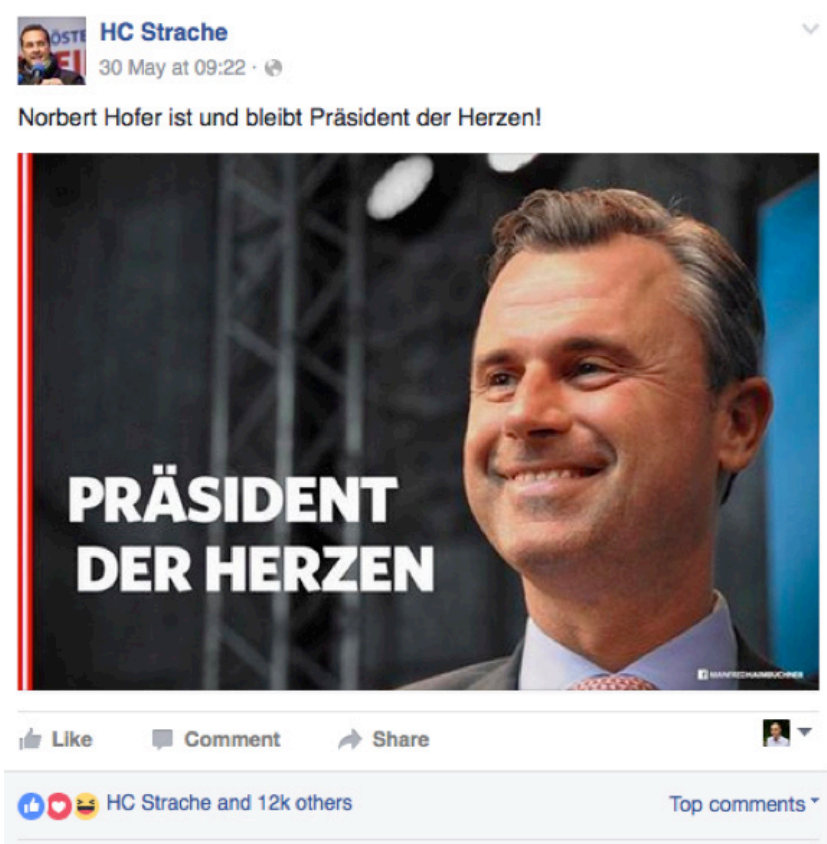 HC Strache
30 May at 09:22 ·
Norbert Hofer ist und bleibt Präsident der Herzen!
PRÄSIDENT
DER HERZEN
MANFREDHAIMBUCHNER
Like Comment Share
HC Strache and 12k others Top comments